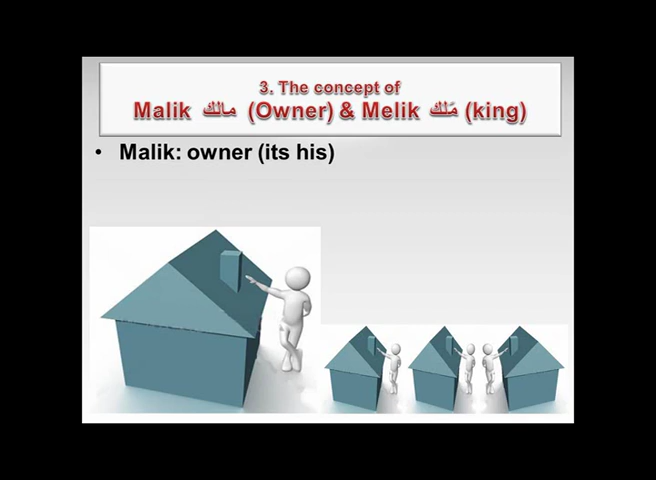 3. The concept of
Malik مالك (Owner) & Melik مَلك (king)
• Malik: owner (its his)